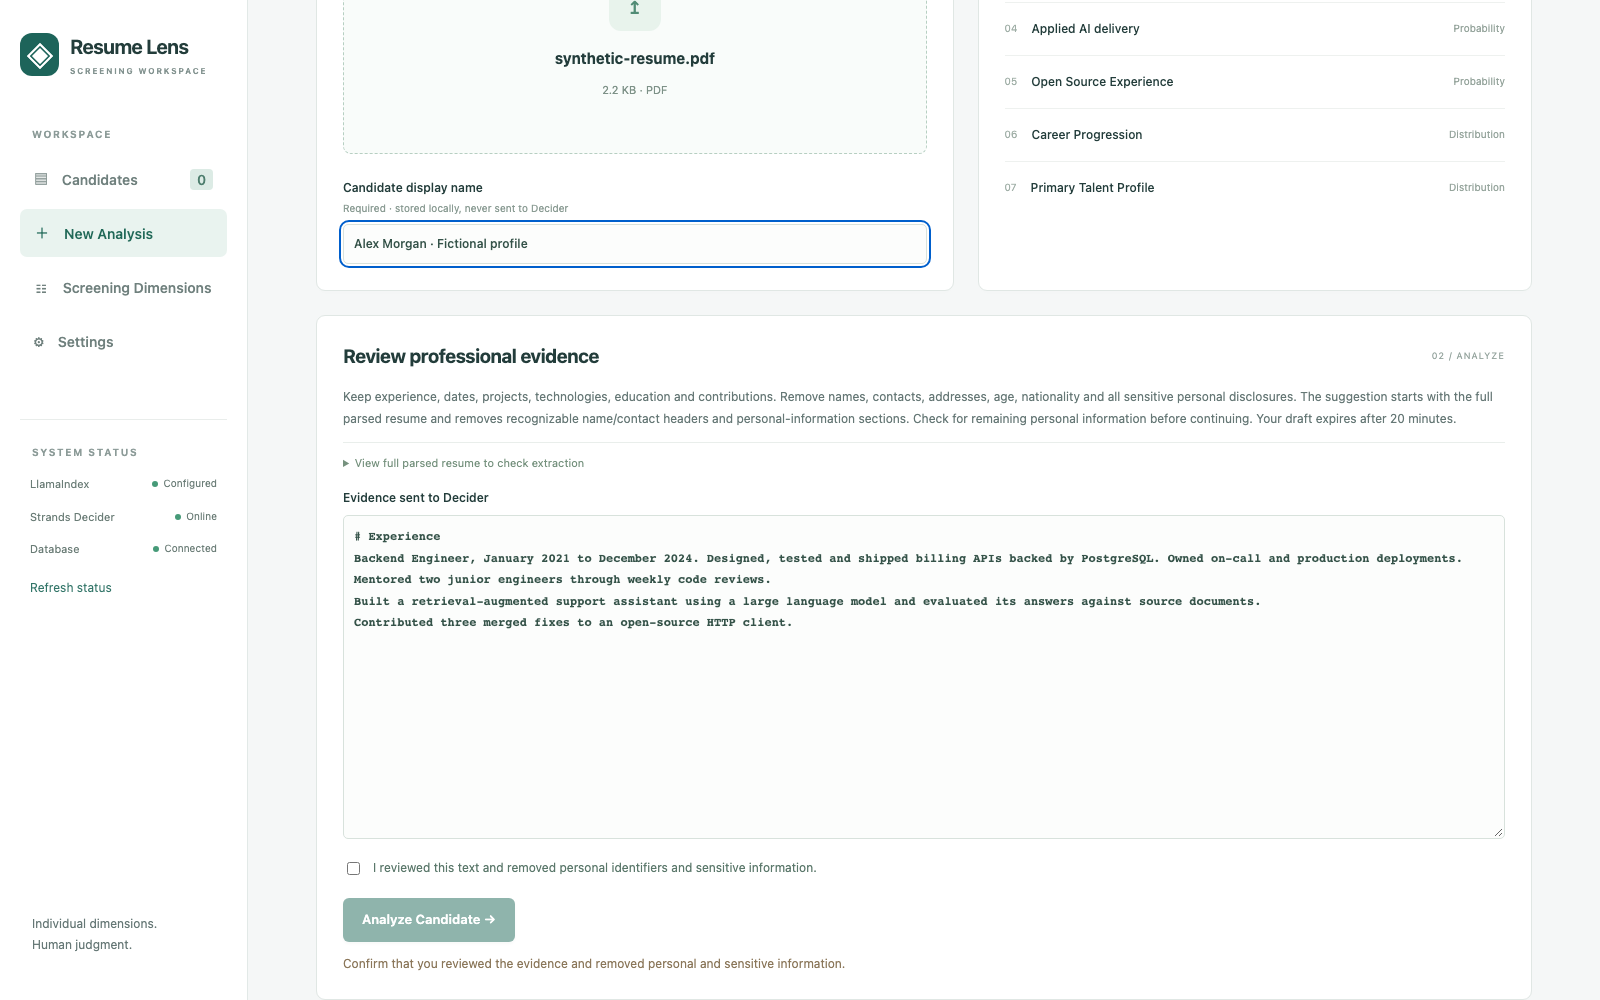 Resume Lens
SCREENING WORKSPACE
WORKSPACE
Candidates 0
+ New Analysis
Screening Dimensions
Settings
SYSTEM STATUS
LlamaIndex Configured
Strands Decider Online
Database Connected
Refresh status
Individual dimensions.
Human judgment.
synthetic-resume.pdf
2.2 KB · PDF
Candidate display name
Required · stored locally, never sent to Decider
Alex Morgan · Fictional profile
04 Applied AI delivery Probability
05 Open Source Experience Probability
06 Career Progression Distribution
07 Primary Talent Profile Distribution
Review professional evidence
02 / ANALYZE
Keep experience, dates, projects, technologies, education and contributions. Remove names, contacts, addresses, age, nationality and all sensitive personal disclosures. The suggestion starts with the full
parsed resume and removes recognizable name/contact headers and personal-information sections. Check for remaining personal information before continuing. Your draft expires after 20 minutes.
View full parsed resume to check extraction
Evidence sent to Decider
# Experience
Backend Engineer, January 2021 to December 2024. Designed, tested and shipped billing APIs backed by PostgreSQL. Owned on-call and production deployments.
Mentored two junior engineers through weekly code reviews.
Built a retrieval-augmented support assistant using a large language model and evaluated its answers against source documents.
Contributed three merged fixes to an open-source HTTP client.
I reviewed this text and removed personal identifiers and sensitive information.
Analyze Candidate →
Confirm that you reviewed the evidence and removed personal and sensitive information.